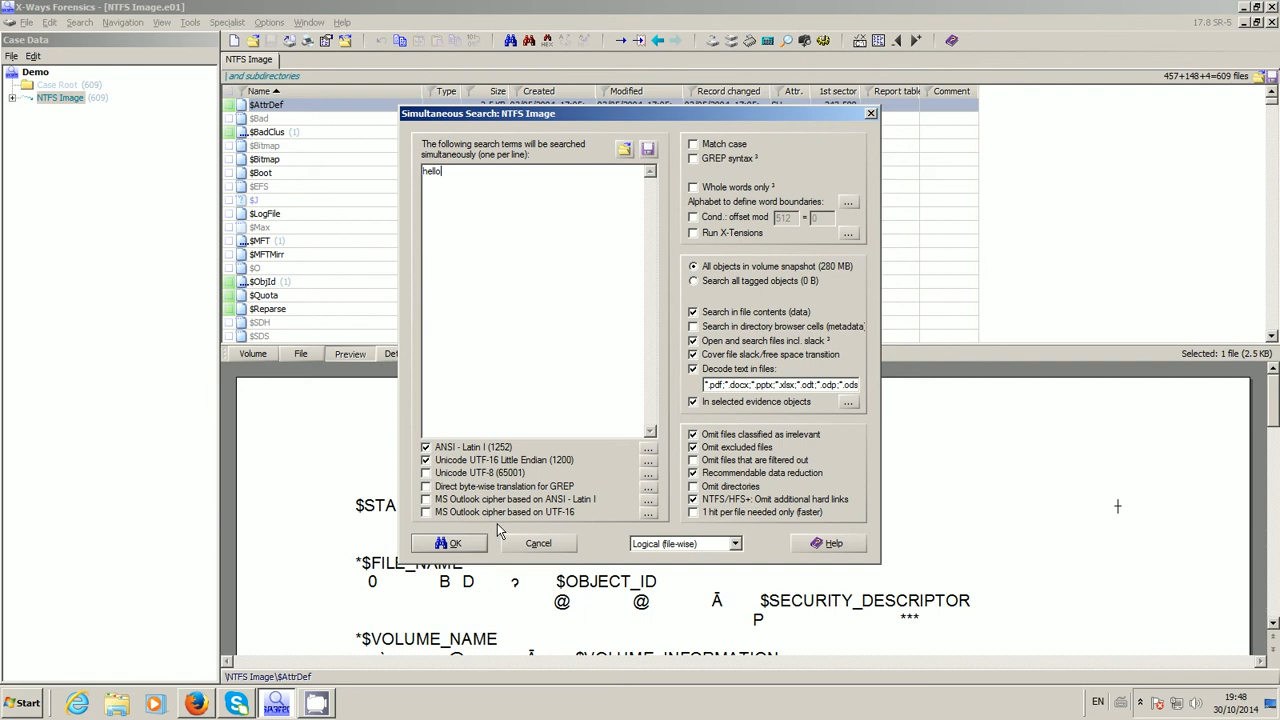 X-Ways Forensics - [NTFS Image.e01]
File Edit Search Navigation View Tools Specialist Options Window Help
17.8 SR-5
Case Data
File Edit
Demo
Case Root (609)
NTFS Image (609)
NTFS Image
and subdirectories
457+148+4=609 files
Name Type Size Created Modified Record changed Attr. 1st sector Report table Comment
$AttrDef
$Bad
$BadClus (1)
$Bitmap
$Bitmap
$Boot
$EFS
$J
$LogFile
$Max
$MFT (1)
$MFTMirr
$O
$ObjId (1)
$Quota
$Reparse
$SDH
$SDS
Volume File Preview
Selected: 1 file (2.5 KB)
Simultaneous Search: NTFS Image
The following search terms will be searched
simultaneously (one per line):
hello
ANSI - Latin I (1252)
Unicode UTF-16 Little Endian (1200)
Unicode UTF-8 (65001)
Direct byte-wise translation for GREP
MS Outlook cipher based on ANSI - Latin I
MS Outlook cipher based on UTF-16
OK
Cancel
Match case
GREP syntax ³
Whole words only ³
Alphabet to define word boundaries: ...
Cond.: offset mod 512 = 0
Run X-Tensions ...
All objects in volume snapshot (280 MB)
Search all tagged objects (0 B)
Search in file contents (data)
Search in directory browser cells (metadata)
Open and search files incl. slack ³
Cover file slack/free space transition
Decode text in files:
*.pdf;*.docx;*.pptx;*.xlsx;*.odt;*.odp;*.ods
In selected evidence objects ...
Omit files classified as irrelevant
Omit excluded files
Omit files that are filtered out
Recommendable data reduction
Omit directories
NTFS/HFS+: Omit additional hard links
1 hit per file needed only (faster)
Logical (file-wise)
Help
$STA
*$FILE_NAME
0 B D ? $OBJECT_ID
@ @ Ā $SECURITY_DESCRIPTOR
P ***
*$VOLUME_NAME
$VOLUME_INFORMATION
\NTFS Image\$AttrDef
Start
EN
19:48
30/10/2014